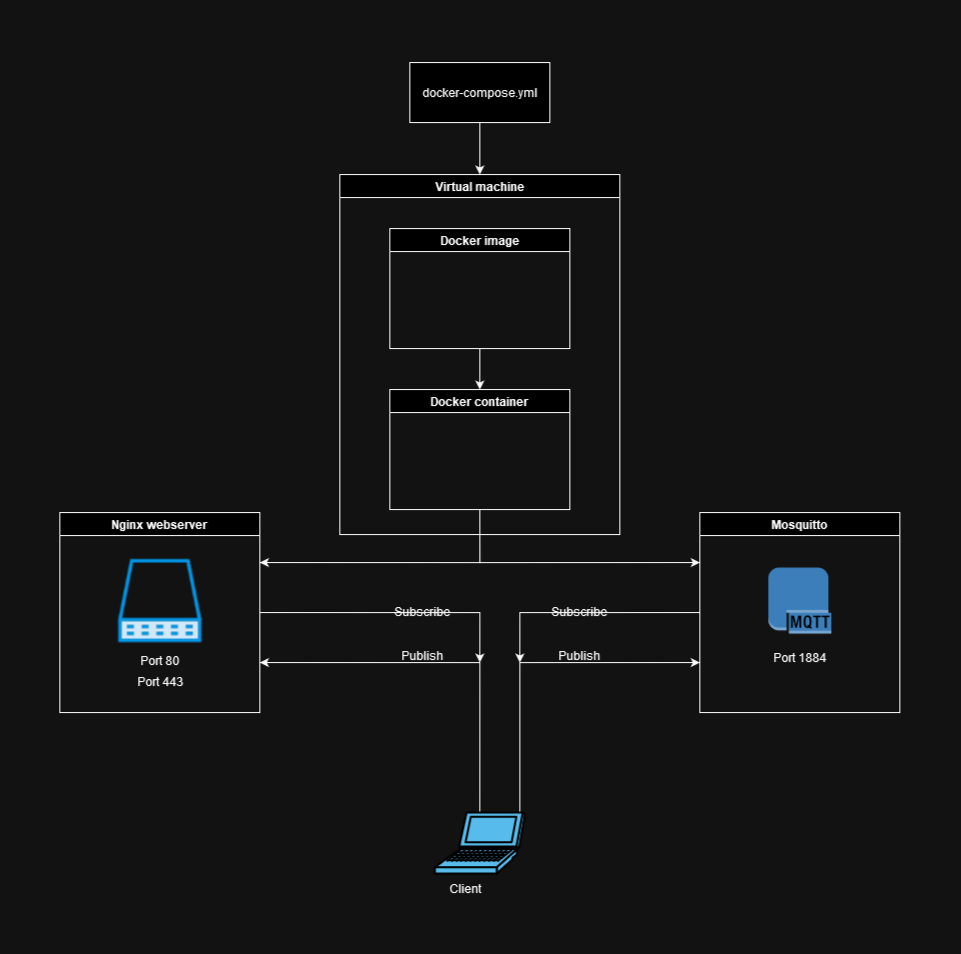 docker-compose.yml
Virtual machine
Docker image
Docker container
Nginx webserver
Port 80
Port 443
Mosquitto
MQTT
Port 1884
Subscribe
Subscribe
Publish
Publish
Client